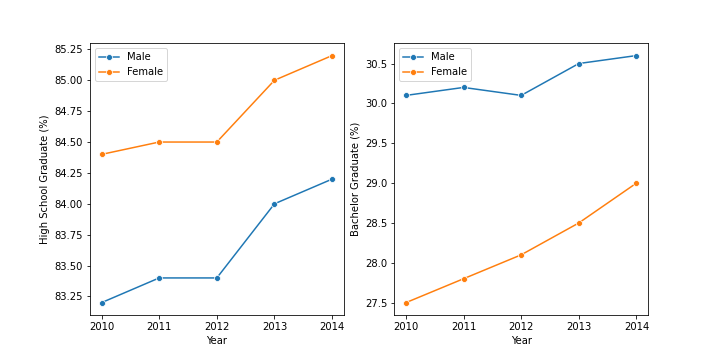 High School Graduate (%)
85.25
85.00
84.75
84.50
84.25
84.00
83.75
83.50
83.25
Male
Female
2010 2011 2012 2013 2014
Year
Bachelor Graduate (%)
30.5
30.0
29.5
29.0
28.5
28.0
27.5
Male
Female
2010 2011 2012 2013 2014
Year